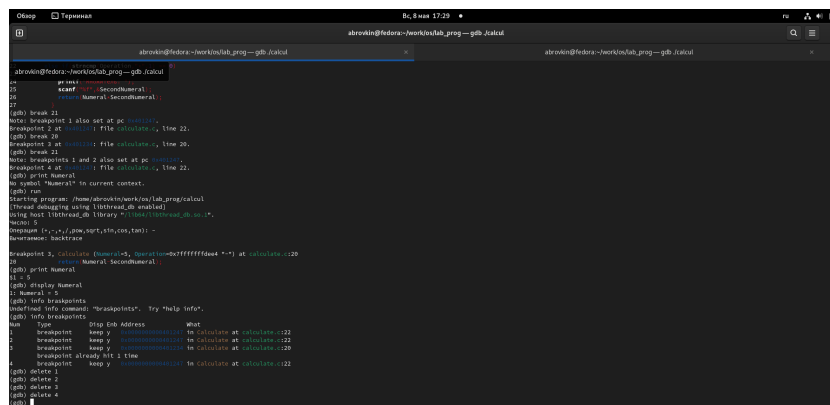 Обзор Терминал Вс, 8 мая 17:29 ru
abrovkin@fedora:~/work/os/lab_prog — gdb ./calcul
abrovkin@fedora:~/work/os/lab_prog — gdb ./calcul × abrovkin@fedora:~/work/os/lab_prog — gdb ./calcul ×
abrovkin@fedora:~/work/os/lab_prog — gdb ./calcul
24 printf(
25 scanf("%f",&SecondNumeral);
26 return(Numeral*SecondNumeral);
27 }
(gdb) break 21
Note: breakpoint 1 also set at pc 0x401247.
Breakpoint 2 at 0x401247: file calculate.c, line 22.
(gdb) break 20
Breakpoint 3 at : file calculate.c, line 20.
(gdb) break 21
Note: breakpoints 1 and 2 also set at pc 0x401247.
Breakpoint 4 at 0x401247: file calculate.c, line 22.
(gdb) print Numeral
No symbol "Numeral" in current context.
(gdb) run
Starting program: /home/abrovkin/work/os/lab_prog/calcul
[Thread debugging using libthread_db enabled]
Using host libthread_db library "/lib64/libthread_db.so.1".
Число: 5
Операция (+,-,*,/,pow,sqrt,sin,cos,tan): -
Вычитаемое: backtrace
Breakpoint 3, Calculate (Numeral=5, Operation=0x7fffffffdee4 "-") at calculate.c:20
20 return(Numeral SecondNumeral);
(gdb) print Numeral
$1 = 5
(gdb) display Numeral
1: Numeral = 5
(gdb) info braskpoints
Undefined info command: "braskpoints". Try "help info".
(gdb) info breakpoints
Num Type Disp Enb Address What
1 breakpoint keep y in Calculate at calculate.c:22
2 breakpoint keep y in Calculate at calculate.c:22
3 breakpoint keep y in Calculate at calculate.c:20
breakpoint already hit 1 time
4 breakpoint keep y in Calculate at calculate.c:22
(gdb) delete 1
(gdb) delete 2
(gdb) delete 3
(gdb) delete 4
(gdb)